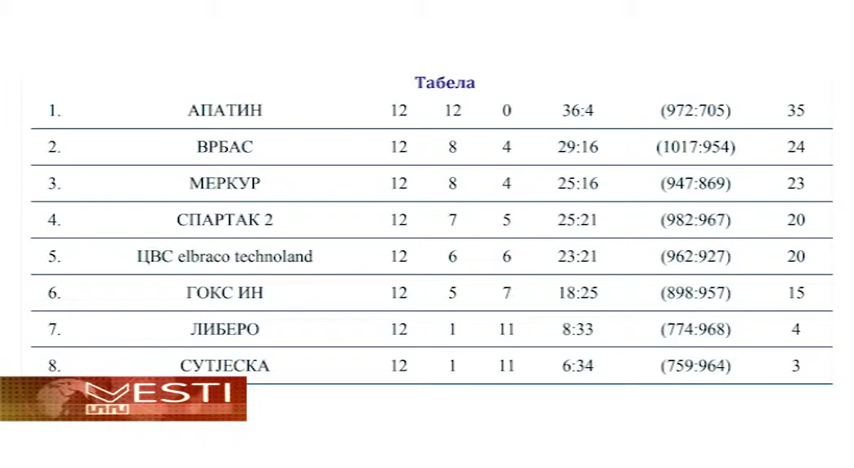 Табела
1. АПАТИН 12 12 0 36:4 (972:705) 35
2. ВРБАС 12 8 4 29:16 (1017:954) 24
3. МЕРКУР 12 8 4 25:16 (947:869) 23
4. СПАРТАК 2 12 7 5 25:21 (982:967) 20
5. ЦВС elbraco technoland 12 6 6 23:21 (962:927) 20
6. ГОКС ИН 12 5 7 18:25 (898:957) 15
7. ЛИБЕРО 12 1 11 8:33 (774:968) 4
8. СУТЈЕСКА 12 1 11 6:34 (759:964) 3
VESTI